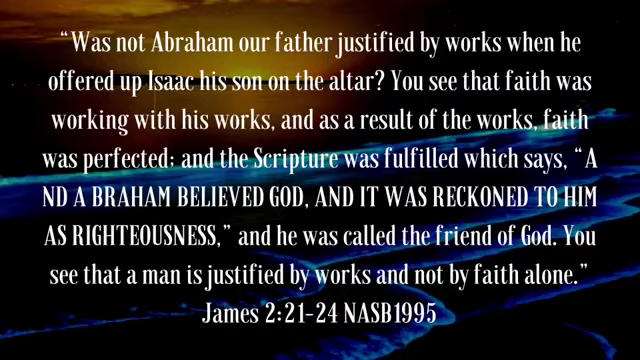 “Was not Abraham our father justified by works when he
offered up Isaac his son on the altar? You see that faith was
working with his works, and as a result of the works, faith
was perfected; and the Scripture was fulfilled which says, “A
ND A BRAHAM BELIEVED GOD, AND IT WAS RECKONED TO HIM
AS RIGHTEOUSNESS,” and he was called the friend of God. You
see that a man is justified by works and not by faith alone.”
James 2:21-24 NASB1995